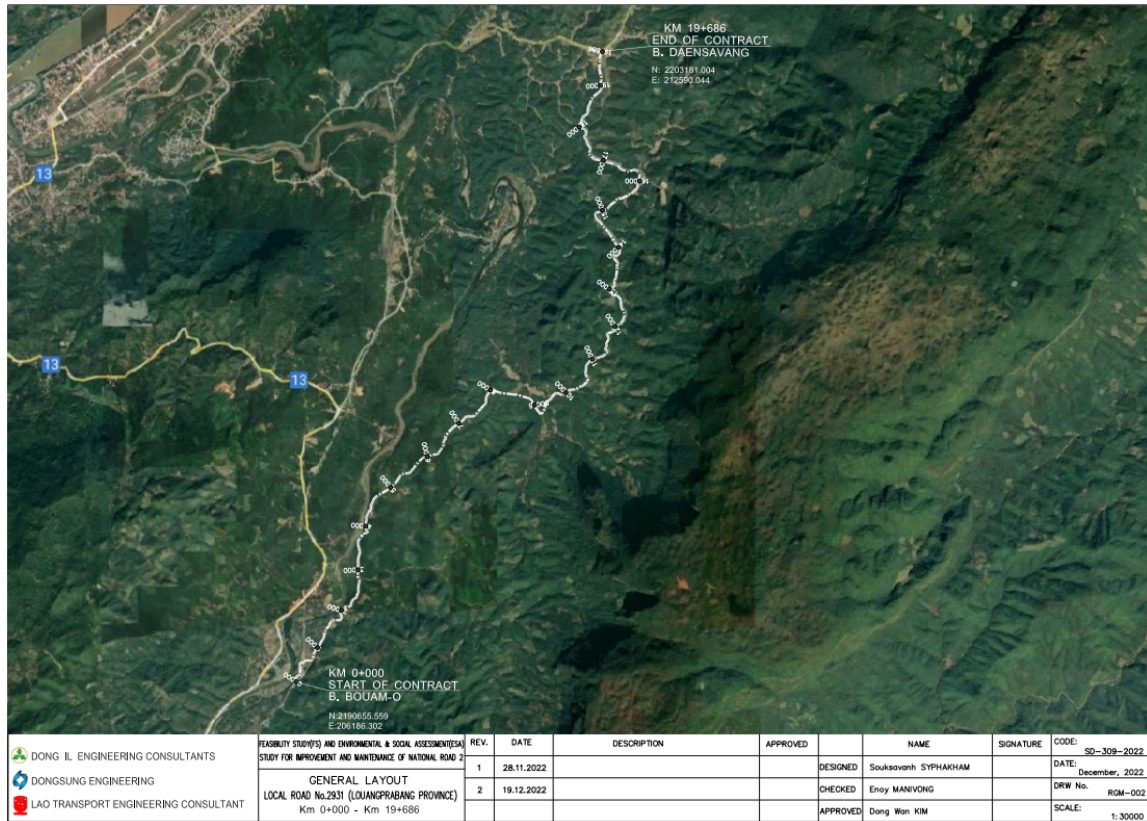 KM 19+686
END OF CONTRACT
B. DAENSAVANG
N: 2203181.004
E: 212590.044
13
13
13
KM 0+000
START OF CONTRACT
B. BOUAM-O
N:2190655.559
E:206186.302
DONG IL ENGINEERING CONSULTANTS
DONGSUNG ENGINEERING
LAO TRANSPORT ENGINEERING CONSULTANT
FEASIBILITY STUDY(FS) AND ENVIRONMENTAL & SOCIAL ASSESSMENT(ESA)
STUDY FOR IMPROVEMENT AND MAINTENANCE OF NATIONAL ROAD 2
GENERAL LAYOUT
LOCAL ROAD No.2931 (LOUANGPRABANG PROVINCE)
Km 0+000 - Km 19+686
REV. DATE DESCRIPTION APPROVED NAME SIGNATURE
1 28.11.2022 DESIGNED Souksavanh SYPHAKHAM
2 19.12.2022 CHECKED Enoy MANIVONG
APPROVED Dong Wan KIM
CODE:
SD-309-2022
DATE:
December, 2022
DRW No.
RGM-002
SCALE:
1:30000